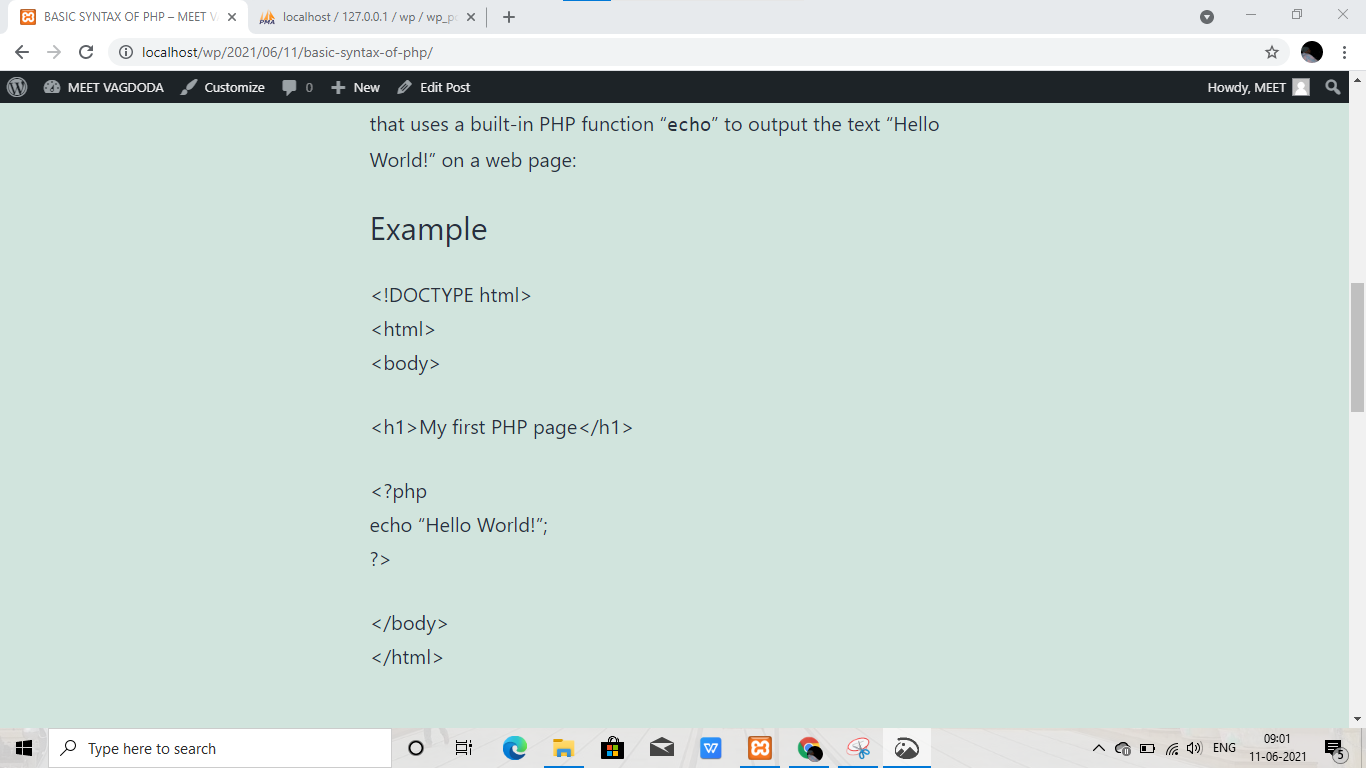 BASIC SYNTAX OF PHP – MEET V
localhost / 127.0.0.1 / wp / wp_po
localhost/wp/2021/06/11/basic-syntax-of-php/
MEET VAGDODA
Customize
0
New
Edit Post
Howdy, MEET
that uses a built-in PHP function “echo” to output the text “Hello
World!” on a web page:
Example
<!DOCTYPE html>
<html>
<body>
<h1>My first PHP page</h1>
<?php
echo “Hello World!”;
?>
</body>
</html>
Type here to search
ENG
09:01
11-06-2021
5